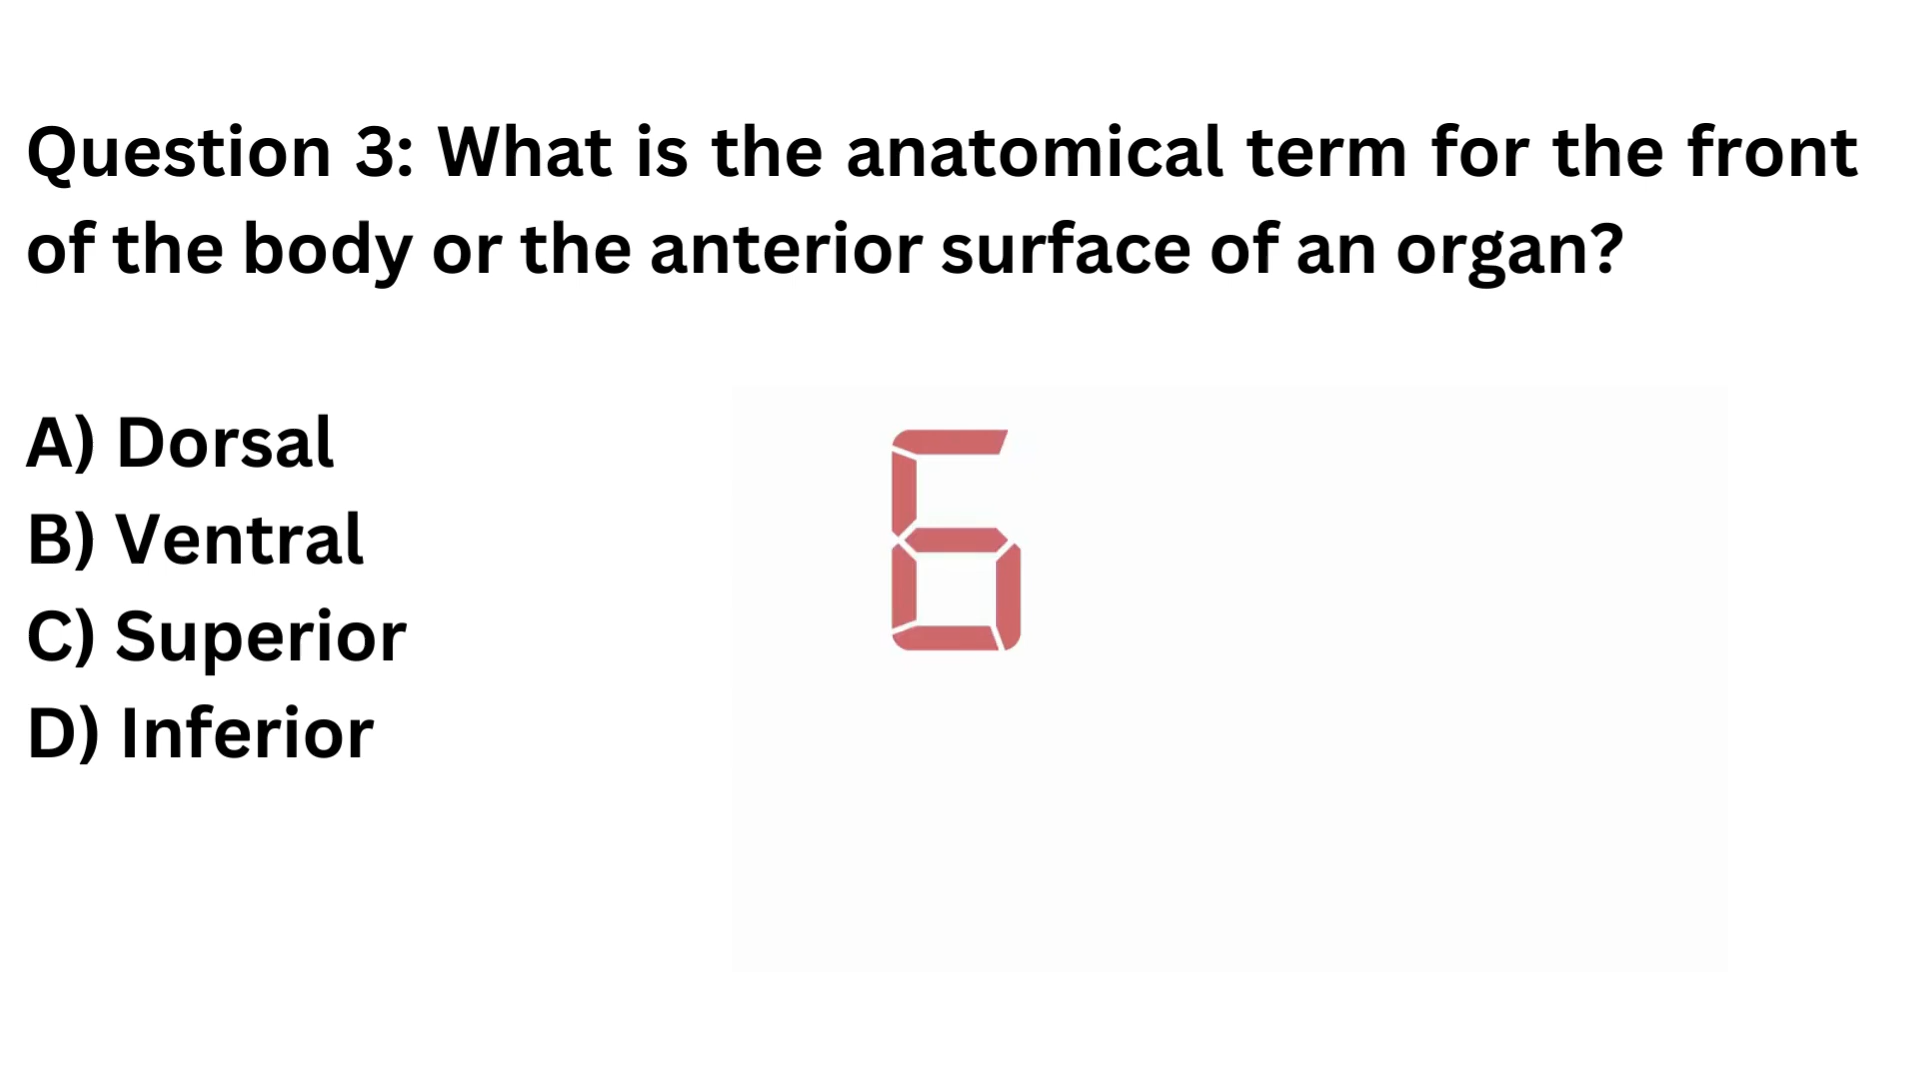 Question 3: What is the anatomical term for the front
of the body or the anterior surface of an organ?
A) Dorsal
B) Ventral
C) Superior
D) Inferior
6